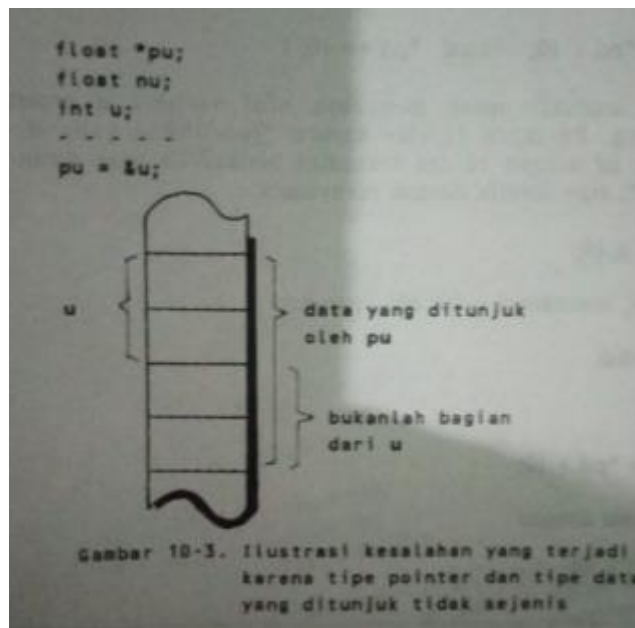 float *pu;
float nu;
int u;
- - - - -
pu = &u;
u
data yang ditunjuk
oleh pu
bukanlah bagian
dari u
Gambar 10-3. Ilustrasi kesalahan yang terjadi
karena tipe pointer dan tipe data
yang ditunjuk tidak sejenis